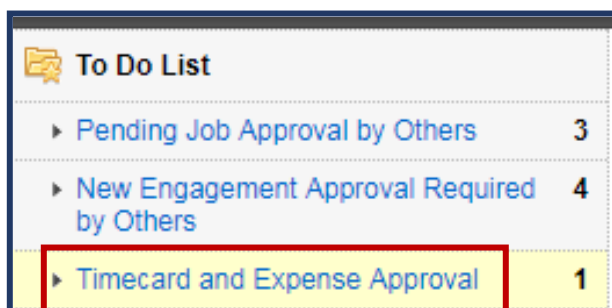 To Do List
Pending Job Approval by Others 3
New Engagement Approval Required 4
by Others
Timecard and Expense Approval 1